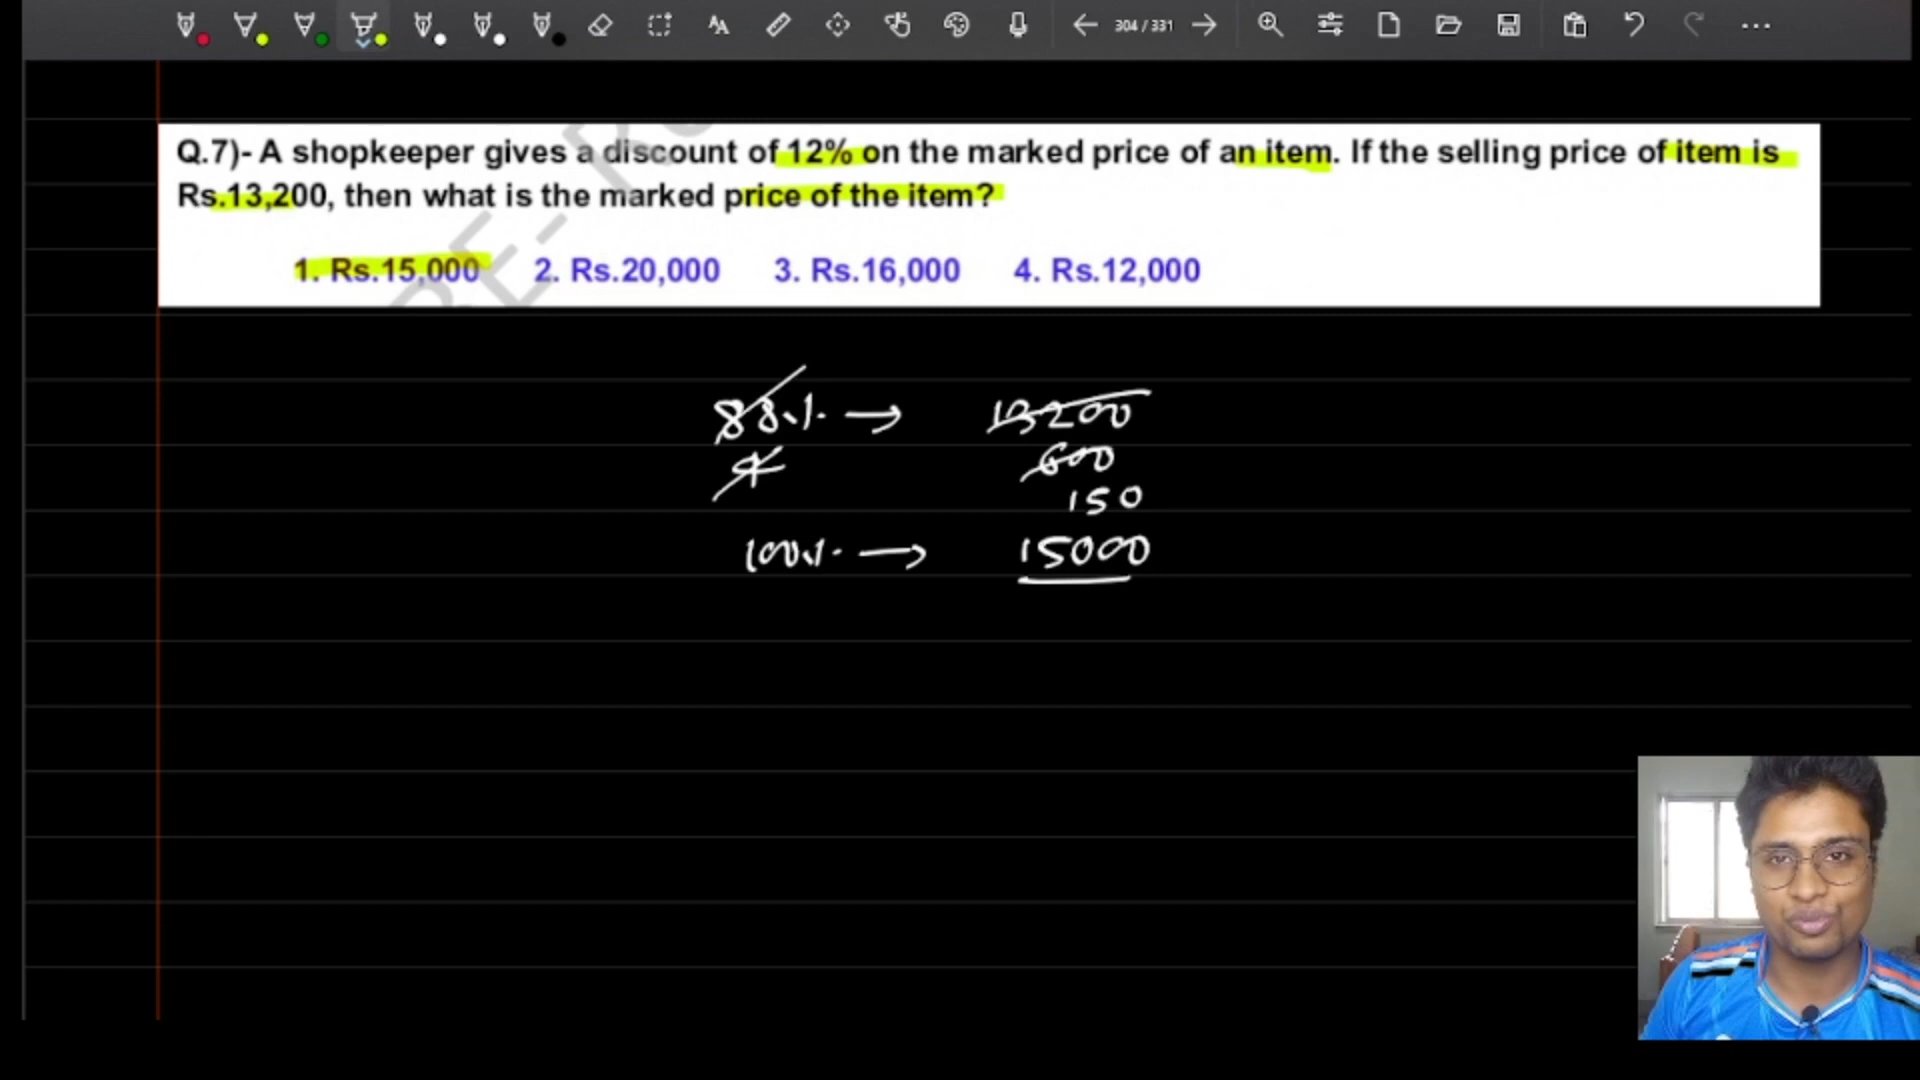 304 / 331
Q.7)- A shopkeeper gives a discount of 12% on the marked price of an item. If the selling price of item is
Rs.13,200, then what is the marked price of the item?
1. Rs.15,000 2. Rs.20,000 3. Rs.16,000 4. Rs.12,000
88% → 13200
4 600
150
100% → 15000